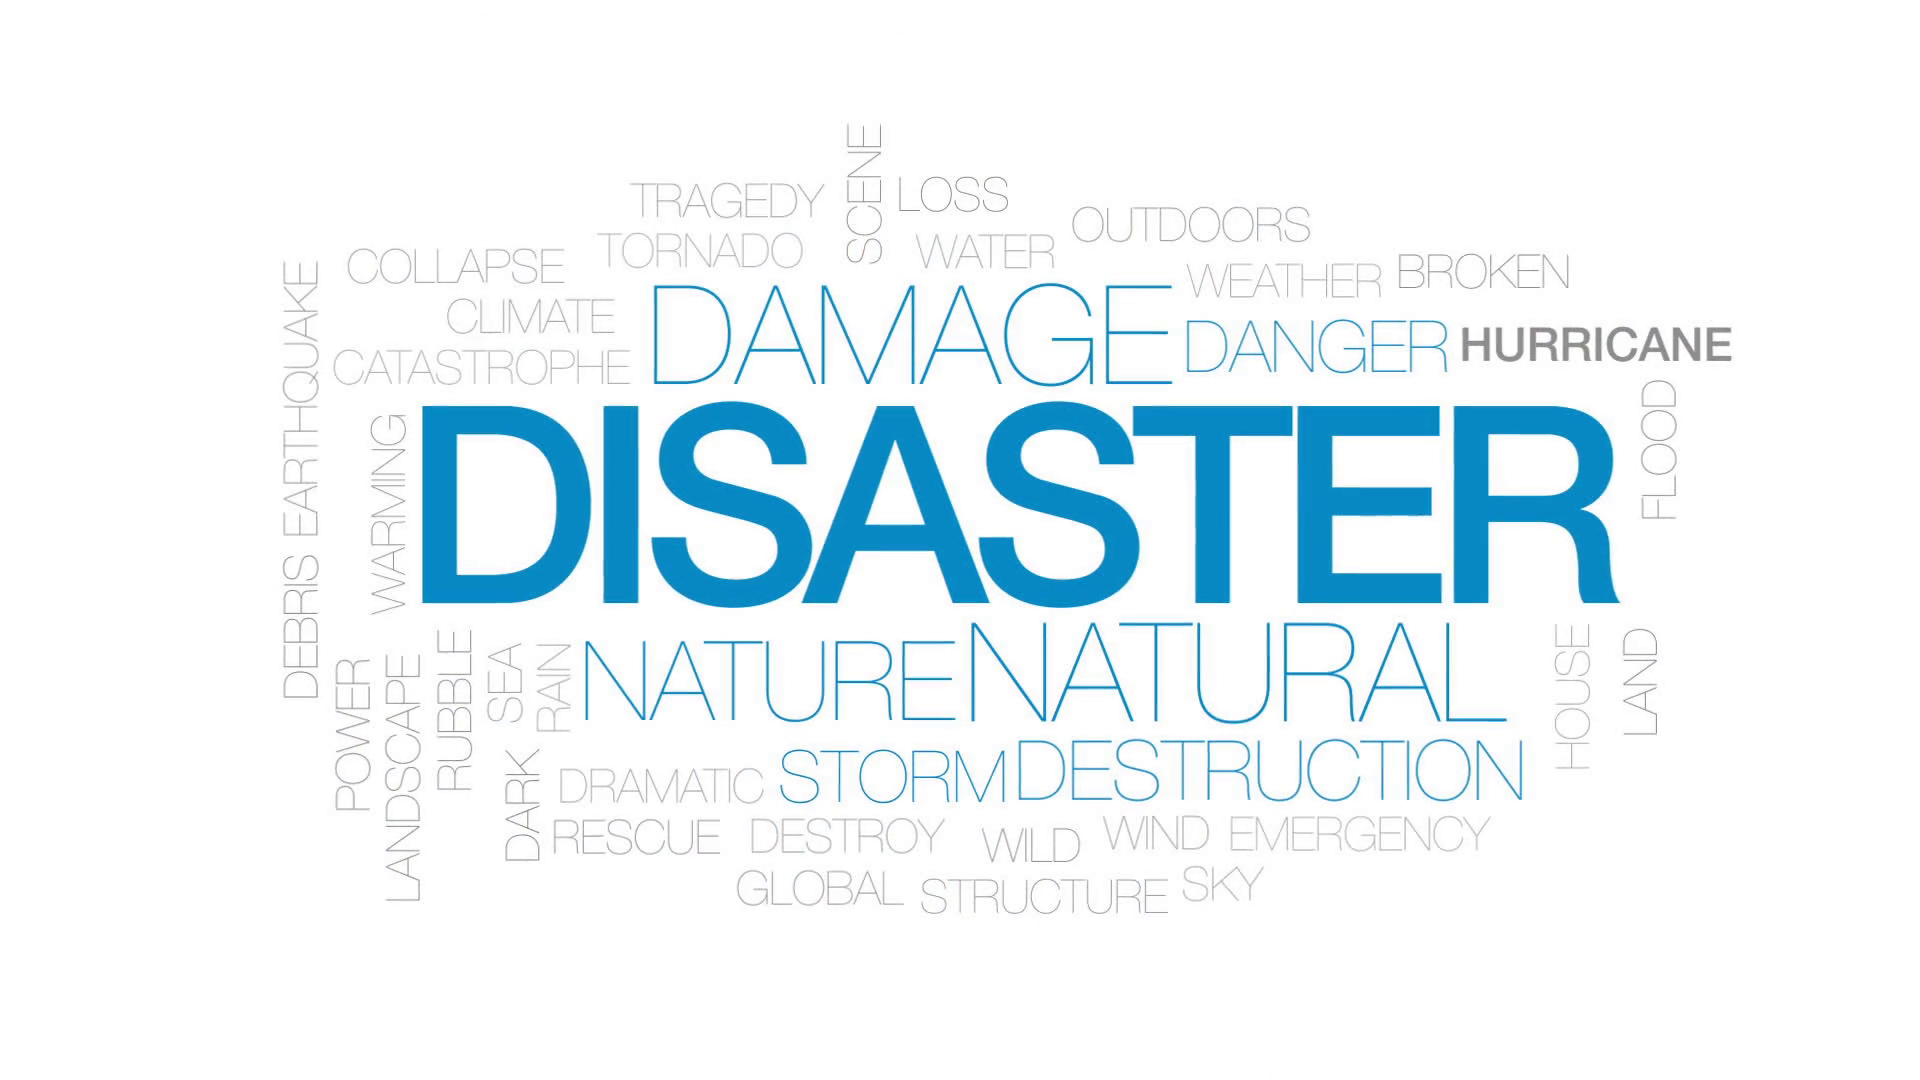 SCENE
TRAGEDY
LOSS
OUTDOORS
TORNADO
WATER
COLLAPSE
WEATHER
BROKEN
CLIMATE
DAMAGE
DANGER
HURRICANE
CATASTROPHE
EARTHQUAKE
WARMING
DISASTER
FLOOD
DEBRIS
POWER
LANDSCAPE
RUBBLE
SEA
RAIN
NATURE
NATURAL
HOUSE
LAND
DARK
DRAMATIC
STORM
DESTRUCTION
RESCUE
DESTROY
WILD
WIND
EMERGENCY
GLOBAL
STRUCTURE
SKY